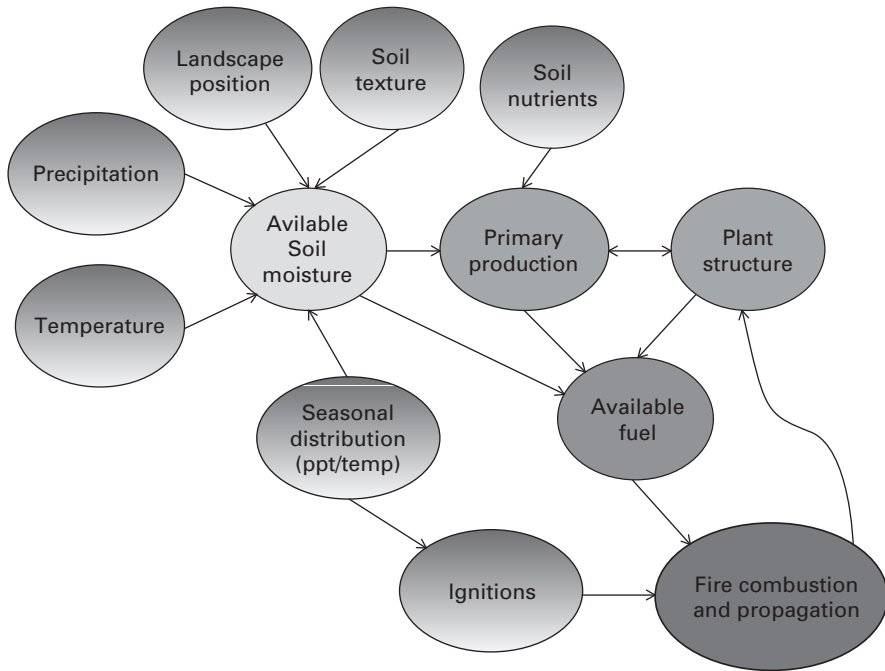 Landscape
position
Soil
texture
Soil
nutrients
Precipitation
Avilable
Soil
moisture
Primary
production
Plant
structure
Temperature
Seasonal
distribution
(ppt/temp)
Available
fuel
Ignitions
Fire combustion
and propagation